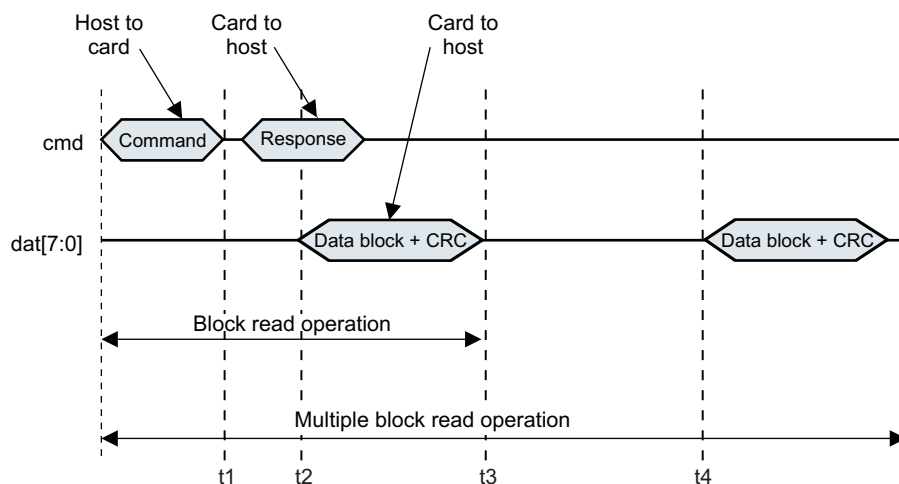 Host to
card
Card to
host
Card to
host
cmd
Command
Response
dat[7:0]
Data block + CRC
Data block + CRC
Block read operation
Multiple block read operation
t1
t2
t3
t4